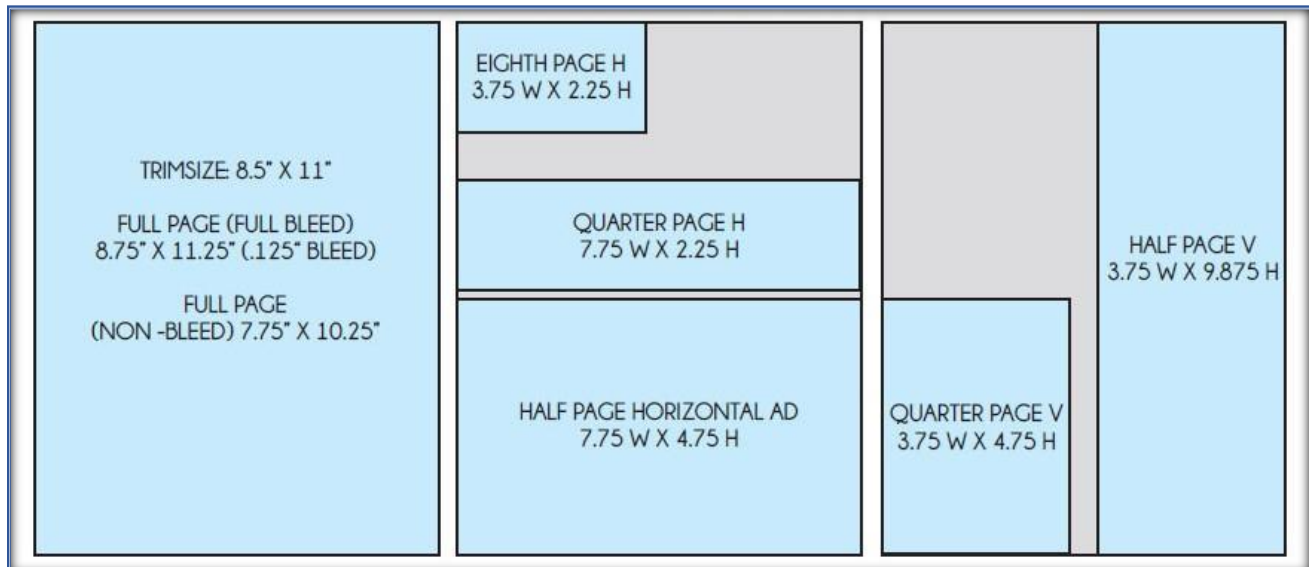 TRIMSIZE: 8.5" X 11"
FULL PAGE (FULL BLEED)
8.75" X 11.25" (.125" BLEED)
FULL PAGE
(NON -BLEED) 7.75" X 10.25"
EIGHTH PAGE H
3.75 W X 2.25 H
QUARTER PAGE H
7.75 W X 2.25 H
HALF PAGE HORIZONTAL AD
7.75 W X 4.75 H
QUARTER PAGE V
3.75 W X 4.75 H
HALF PAGE V
3.75 W X 9.875 H